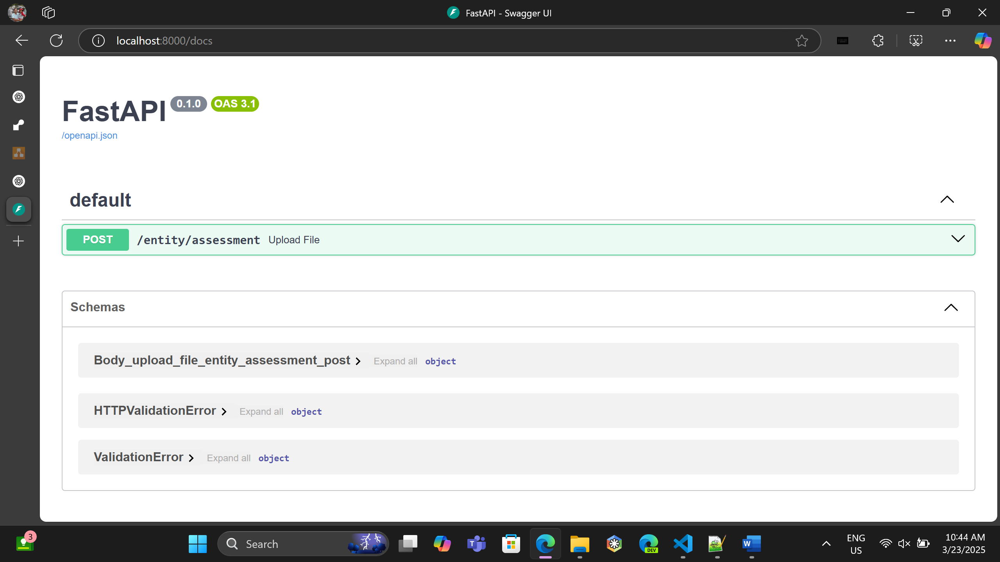 FastAPI - Swagger UI
localhost:8000/docs
FastAPI 0.1.0 OAS 3.1
/openapi.json
default
POST /entity/assessment Upload File
Schemas
Body_upload_file_entity_assessment_post Expand all object
HTTPValidationError Expand all object
ValidationError Expand all object
3
Search
T
DEV
W
ENG
US
10:44 AM
3/23/2025